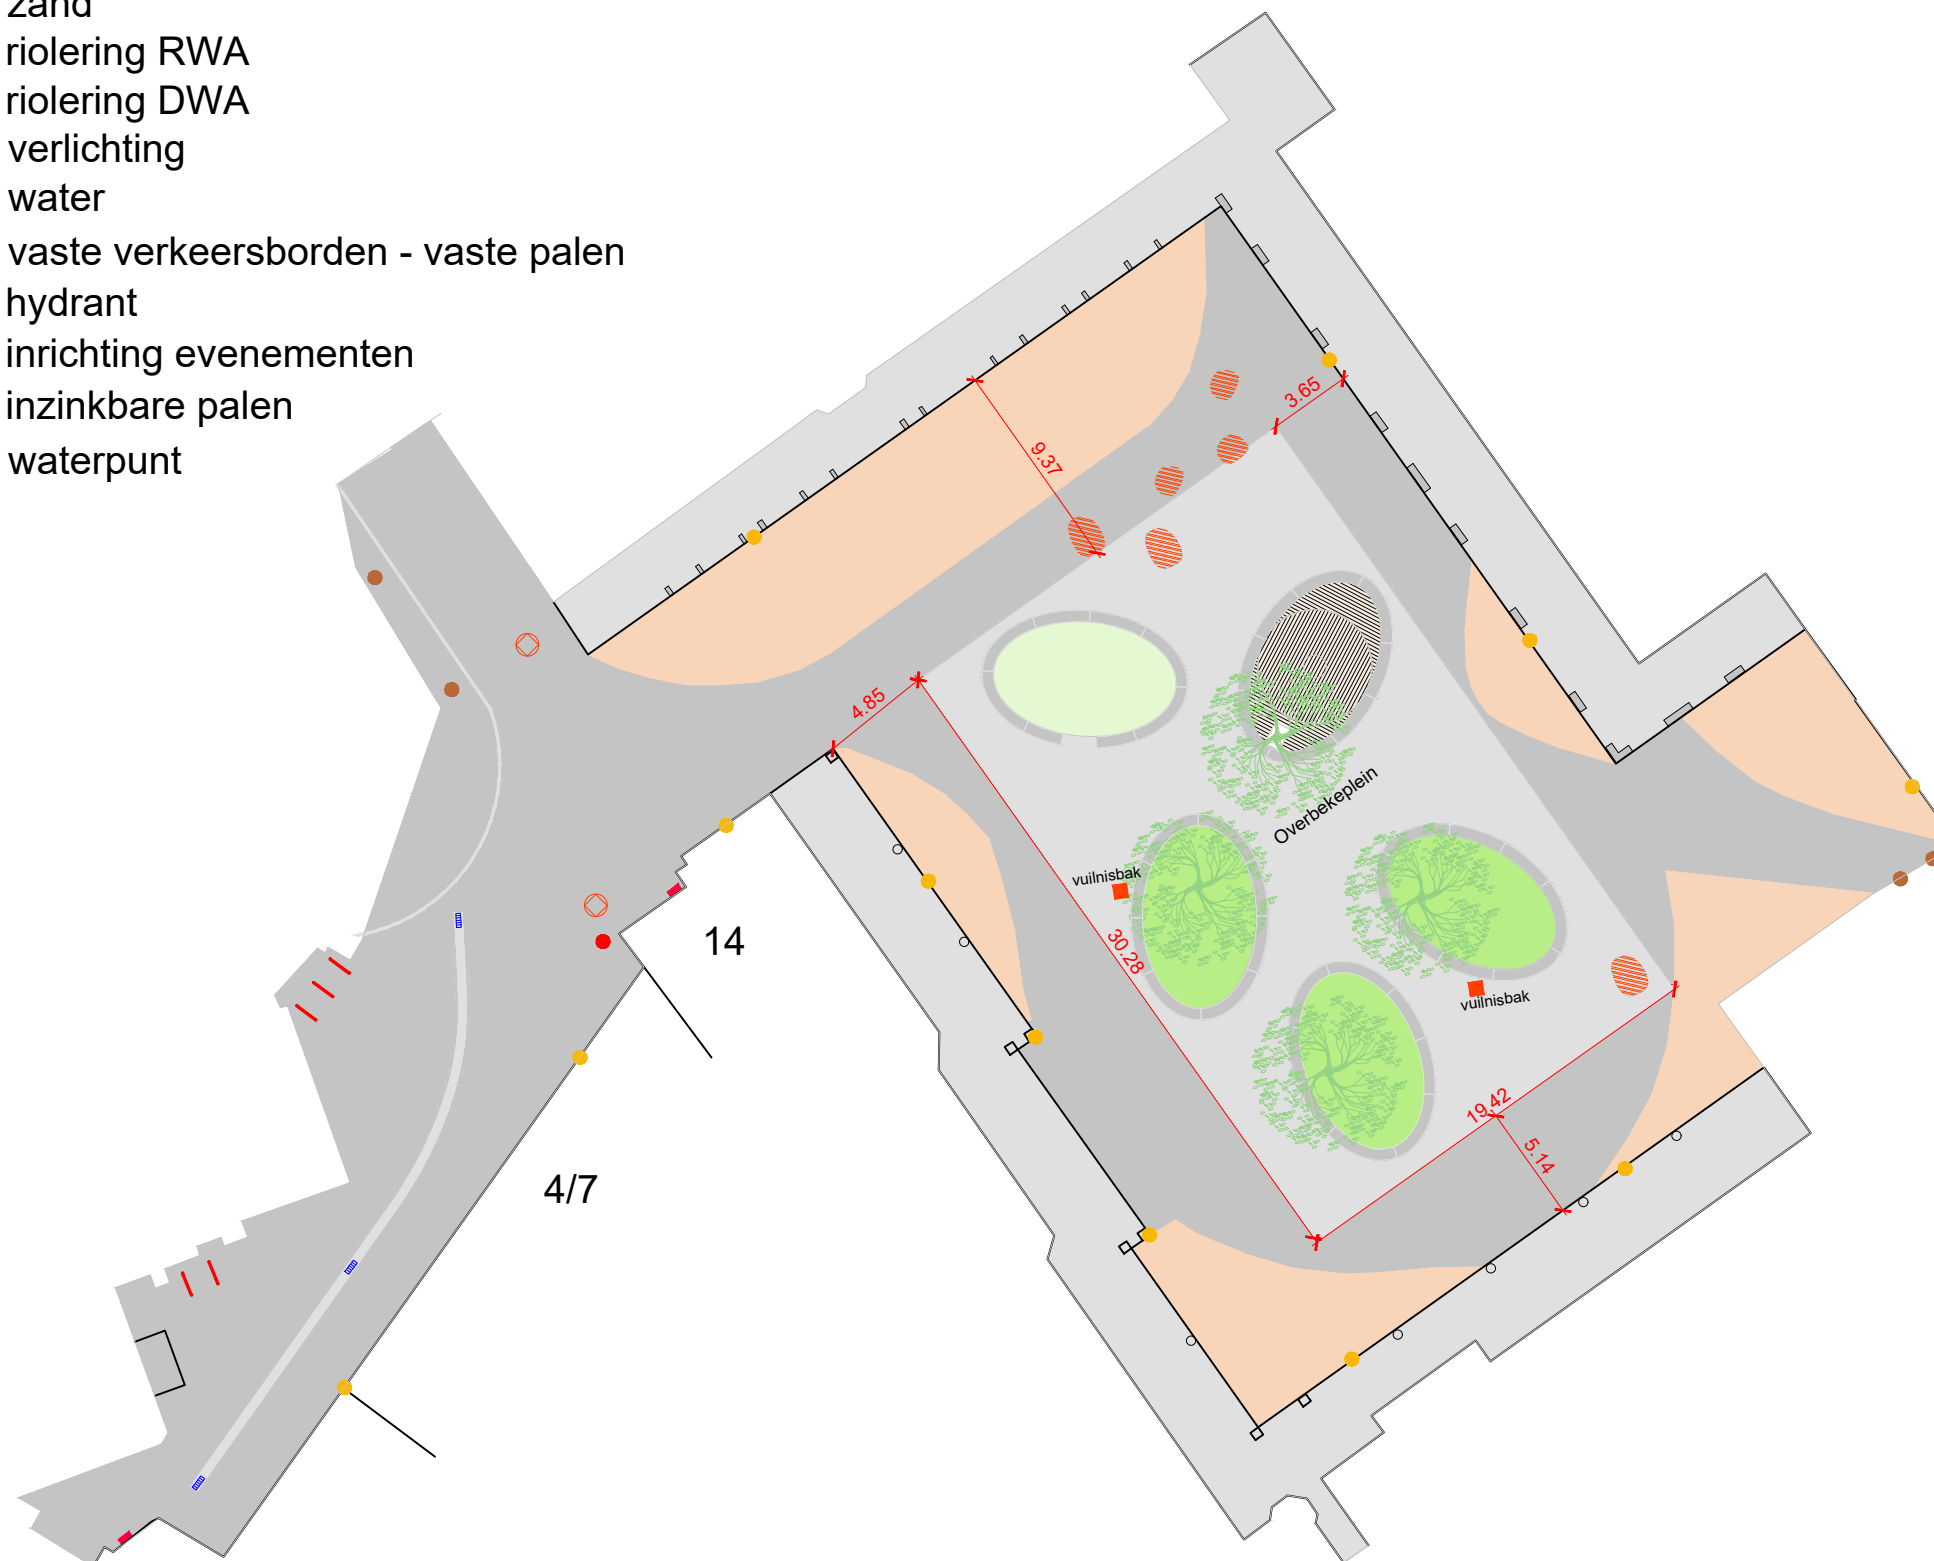 zand
riolering RWA
riolering DWA
verlichting
water
vaste verkeersborden - vaste palen
hydrant
inrichting evenementen
inzinkbare palen
waterpunt
3.65
9.37
4.85
Overbekeplein
vuilnisbak
14
30.28
vuilnisbak
19.42
5.14
4/7